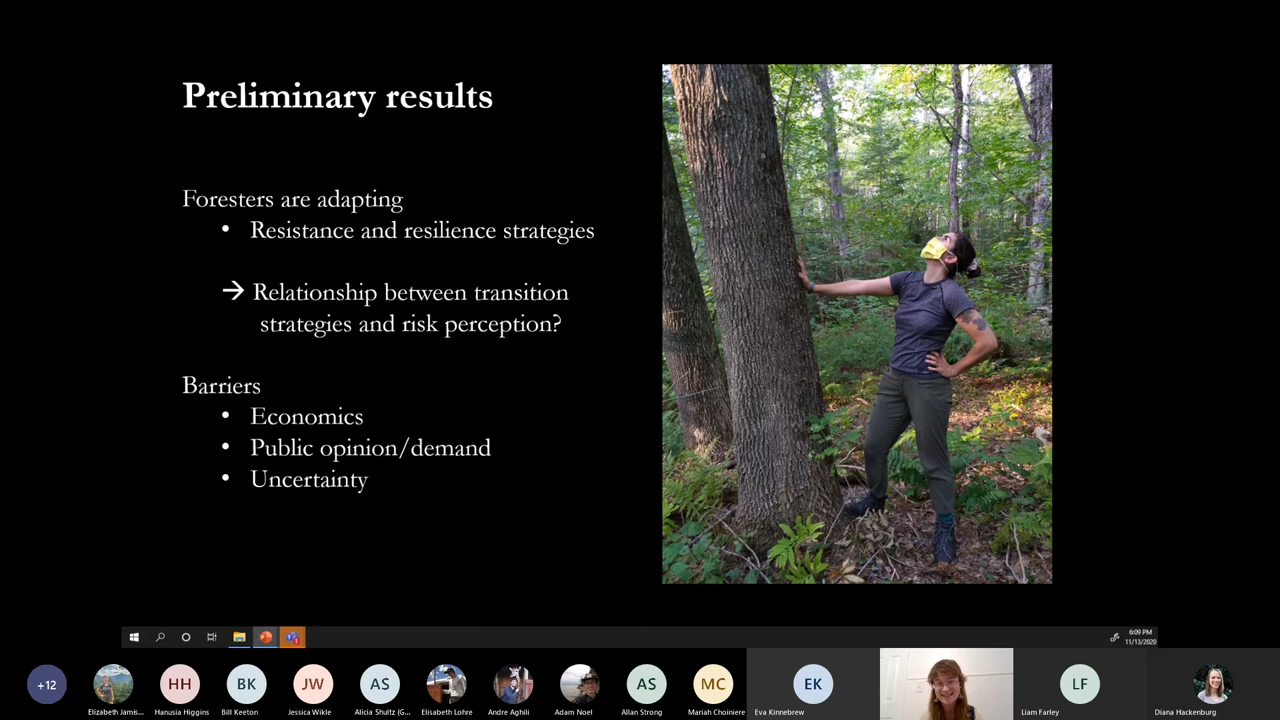 Preliminary results
Foresters are adapting
• Resistance and resilience strategies
→ Relationship between transition
strategies and risk perception?
Barriers
• Economics
• Public opinion/demand
• Uncertainty
6:09 PM
11/13/2020
+12
HH
BK
JW
AS
AS
MC
EK
LF
Elizabeth Jamis...
Hanusia Higgins
Bill Keeton
Jessica Wikle
Alicia Shultz (G...
Elisabeth Lohre
Andre Aghili
Adam Noel
Allan Strong
Mariah Choiniere
Eva Kinnebrew
Liam Farley
Diana Hackenburg